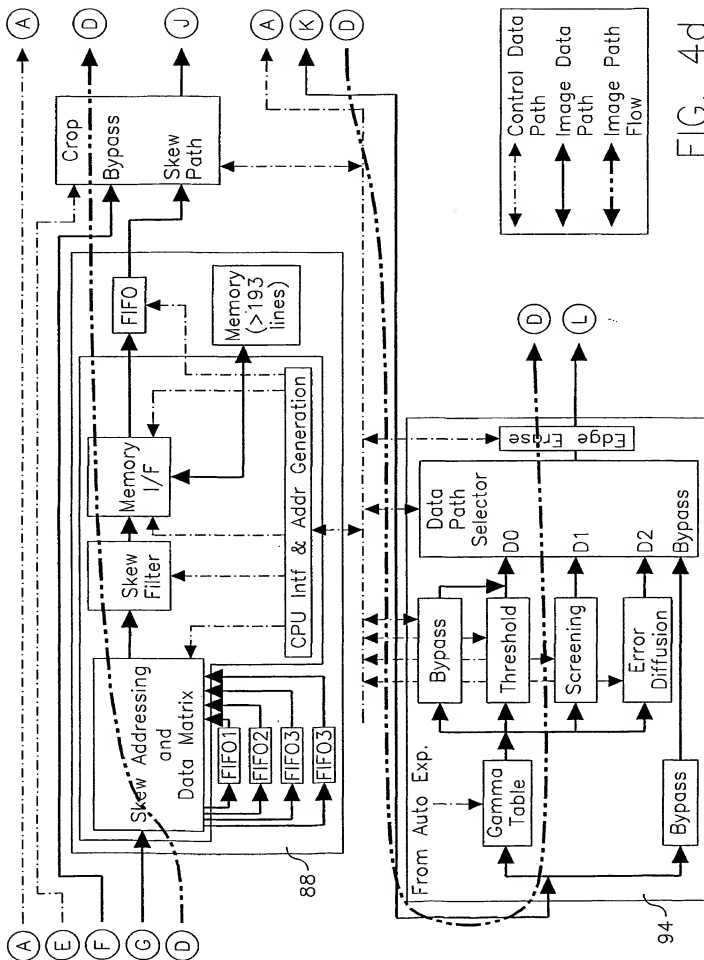 A
E
F
G
D
Skew Addressing
and
Data Matrix
Skew
Filter
Memory
I/F
FIFO
Memory
(>193
lines)
CPU Intf & Addr Generation
FIFO1
FIFO2
FIFO3
FIFO3
88
Crop
Bypass
Skew
Path
A
D
J
A
K
D
From Auto Exp.
Gamma
Table
Bypass
Bypass
Threshold
Screening
Error
Diffusion
Data
Path
Selector
D0
D1
D2
Bypass
Edge Erase
D
L
94
Control Data
Path
Image Data
Path
Image Path
Flow
FIG. 4d